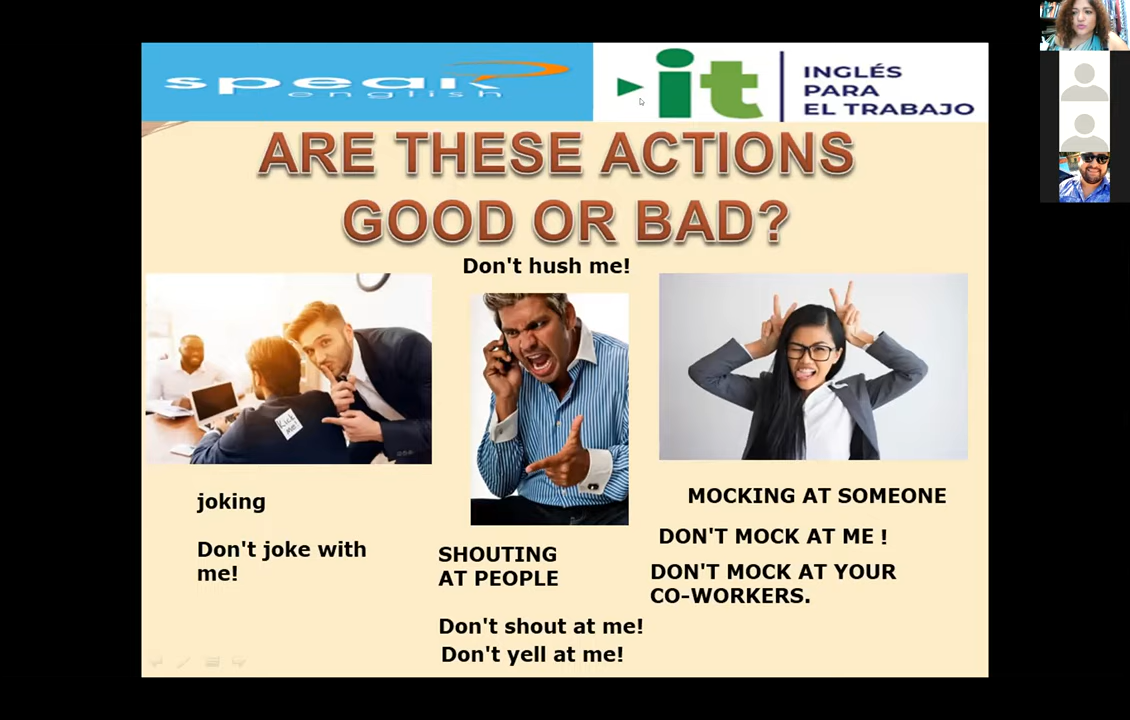 speak
english
it
INGLÉS
PARA
EL TRABAJO
ARE THESE ACTIONS
GOOD OR BAD?
Don't hush me!
Kick
me!
joking
Don't joke with
me!
SHOUTING
AT PEOPLE
Don't shout at me!
Don't yell at me!
MOCKING AT SOMEONE
DON'T MOCK AT ME !
DON'T MOCK AT YOUR
CO-WORKERS.